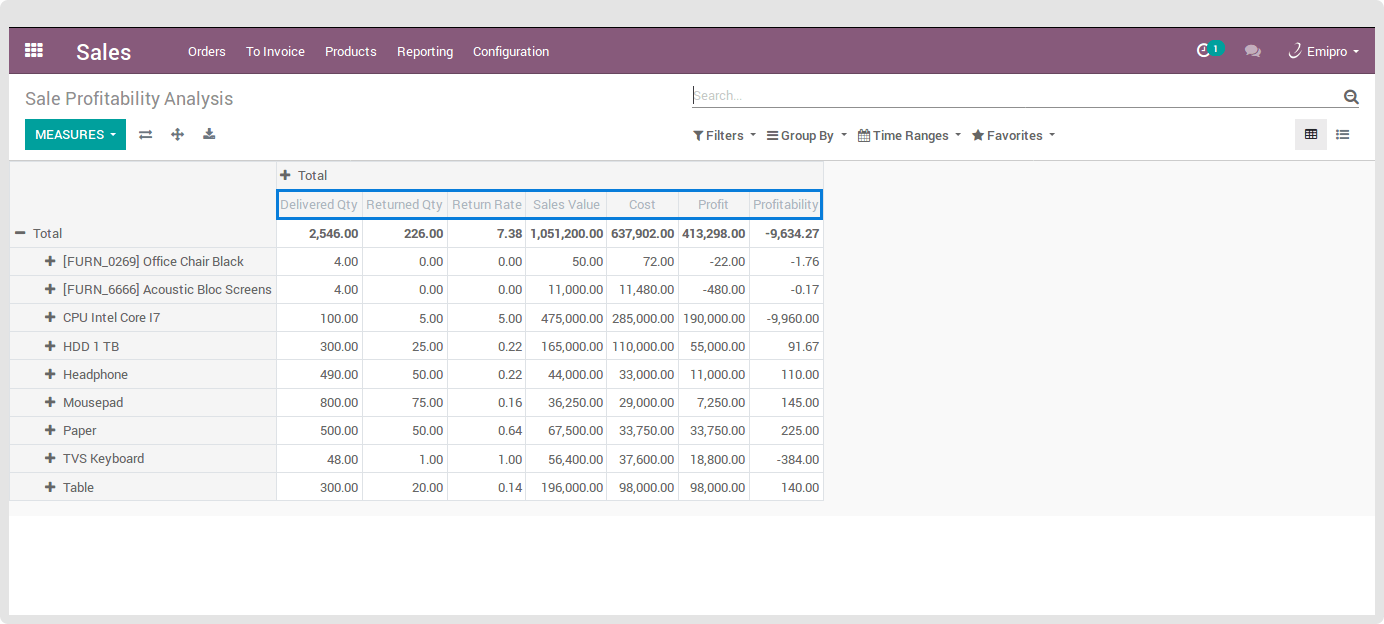 Sales Orders To Invoice Products Reporting Configuration 1 Emipro
Sale Profitability Analysis Search...
MEASURES Filters Group By Time Ranges Favorites
Total
Delivered Qty Returned Qty Return Rate Sales Value Cost Profit Profitability
Total 2,546.00 226.00 7.38 1,051,200.00 637,902.00 413,298.00 -9,634.27
[FURN_0269] Office Chair Black 4.00 0.00 0.00 50.00 72.00 -22.00 -1.76
[FURN_6666] Acoustic Bloc Screens 4.00 0.00 0.00 11,000.00 11,480.00 -480.00 -0.17
CPU Intel Core I7 100.00 5.00 5.00 475,000.00 285,000.00 190,000.00 -9,960.00
HDD 1 TB 300.00 25.00 0.22 165,000.00 110,000.00 55,000.00 91.67
Headphone 490.00 50.00 0.22 44,000.00 33,000.00 11,000.00 110.00
Mousepad 800.00 75.00 0.16 36,250.00 29,000.00 7,250.00 145.00
Paper 500.00 50.00 0.64 67,500.00 33,750.00 33,750.00 225.00
TVS Keyboard 48.00 1.00 1.00 56,400.00 37,600.00 18,800.00 -384.00
Table 300.00 20.00 0.14 196,000.00 98,000.00 98,000.00 140.00